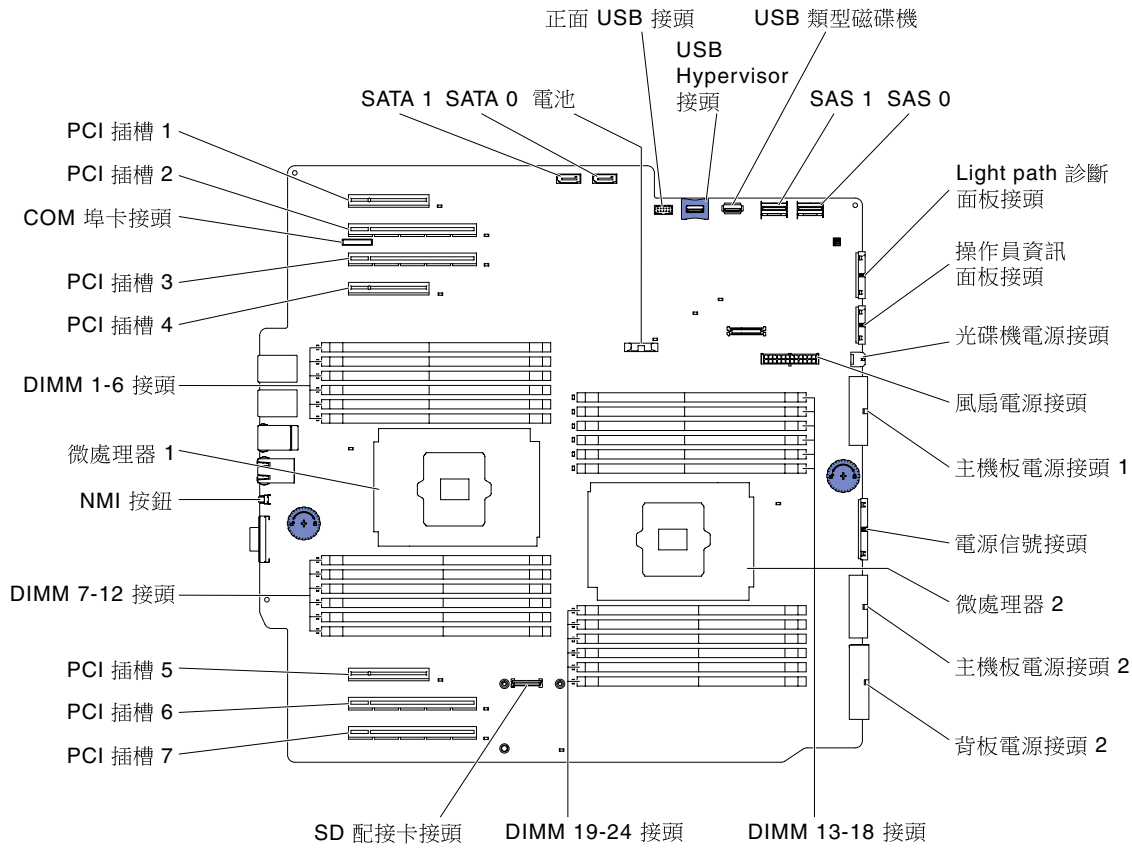 正面 USB 接頭
USB 類型磁碟機
USB
Hypervisor
接頭
SATA 1 SATA 0 電池
SAS 1 SAS 0
PCI 插槽 1
PCI 插槽 2
COM 埠卡接頭
PCI 插槽 3
PCI 插槽 4
DIMM 1-6 接頭
微處理器 1
NMI 按鈕
DIMM 7-12 接頭
PCI 插槽 5
PCI 插槽 6
PCI 插槽 7
Light path 診斷
面板接頭
操作員資訊
面板接頭
光碟機電源接頭
風扇電源接頭
主機板電源接頭 1
電源信號接頭
微處理器 2
主機板電源接頭 2
背板電源接頭 2
SD 配接卡接頭
DIMM 19-24 接頭
DIMM 13-18 接頭